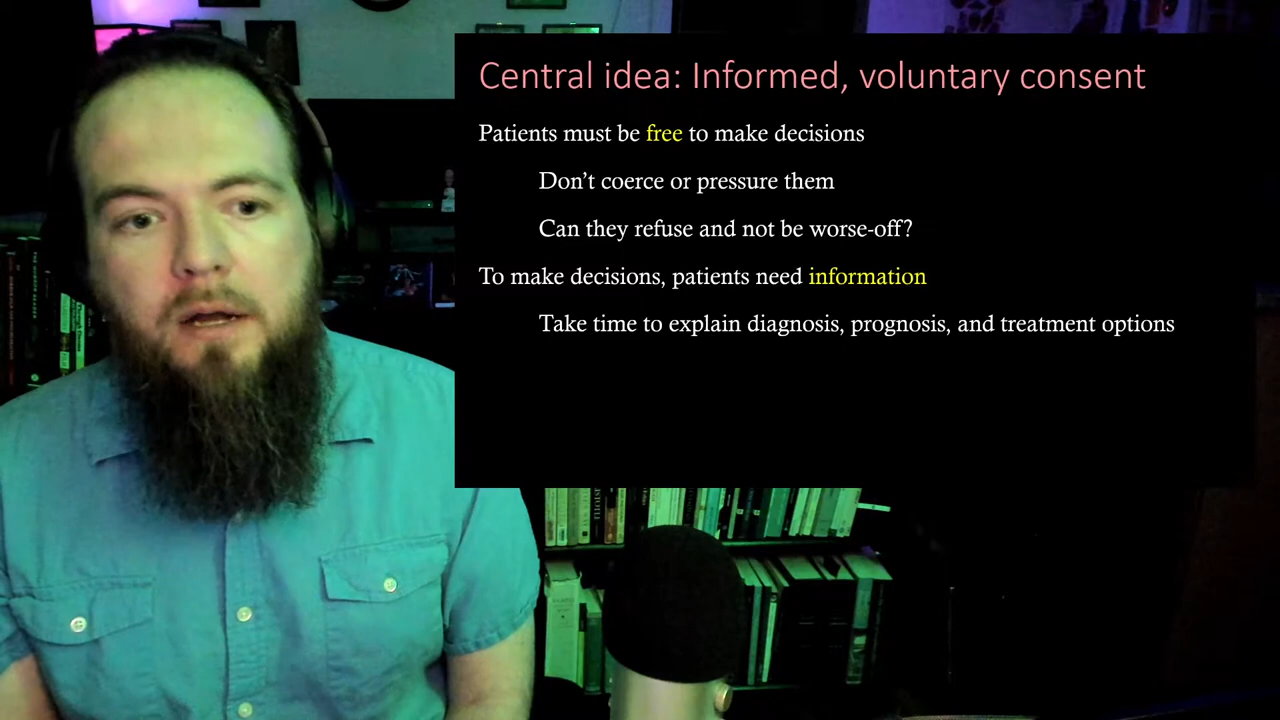 Central idea: Informed, voluntary consent
Patients must be free to make decisions
Don't coerce or pressure them
Can they refuse and not be worse-off?
To make decisions, patients need information
Take time to explain diagnosis, prognosis, and treatment options